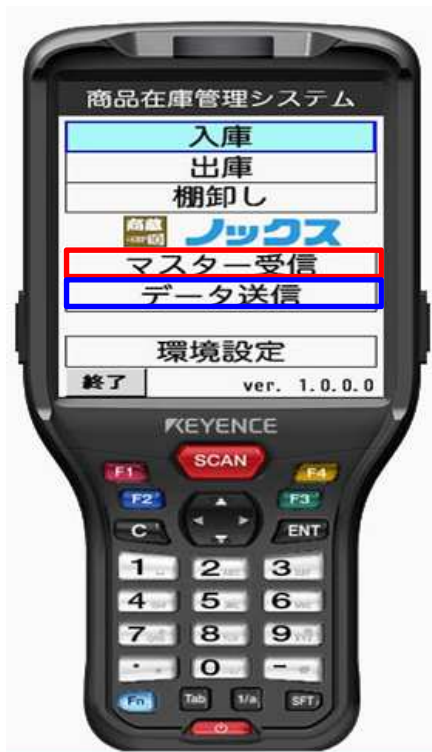 商品在庫管理システム
入庫
出庫
棚卸し
商蔵 ノックス
マスター受信
データ送信
環境設定
終了 ver. 1.0.0.0
KEYENCE
SCAN
F1 F4
F2 F3
C ENT
1 2 3
4 5 6
7 8 9
. 0 -
Fn Tab 1/a SFT